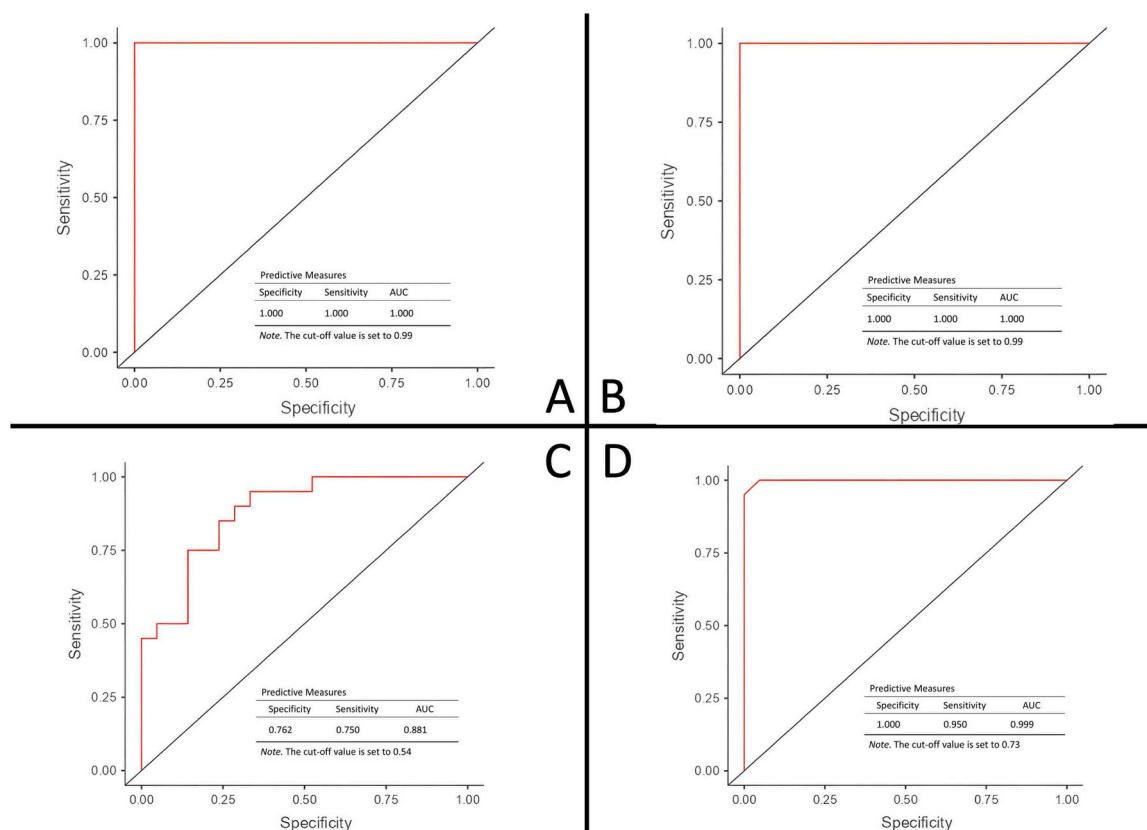 1.00
0.75
0.50
0.25
0.00
Sensitivity
Predictive Measures
Specificity Sensitivity AUC
1.000 1.000 1.000
Note. The cut-off value is set to 0.99
0.00 0.25 0.50 0.75 1.00
Specificity
A
1.00
0.75
0.50
0.25
0.00
Sensitivity
Predictive Measures
Specificity Sensitivity AUC
1.000 1.000 1.000
Note. The cut-off value is set to 0.99
0.00 0.25 0.50 0.75 1.00
Specificity
B
C
1.00
0.75
0.50
0.25
0.00
Sensitivity
Predictive Measures
Specificity Sensitivity AUC
0.762 0.750 0.881
Note. The cut-off value is set to 0.54
0.00 0.25 0.50 0.75 1.00
Specificity
D
1.00
0.75
0.50
0.25
0.00
Sensitivity
Predictive Measures
Specificity Sensitivity AUC
1.000 0.950 0.999
Note. The cut-off value is set to 0.73
0.00 0.25 0.50 0.75 1.00
Specificity